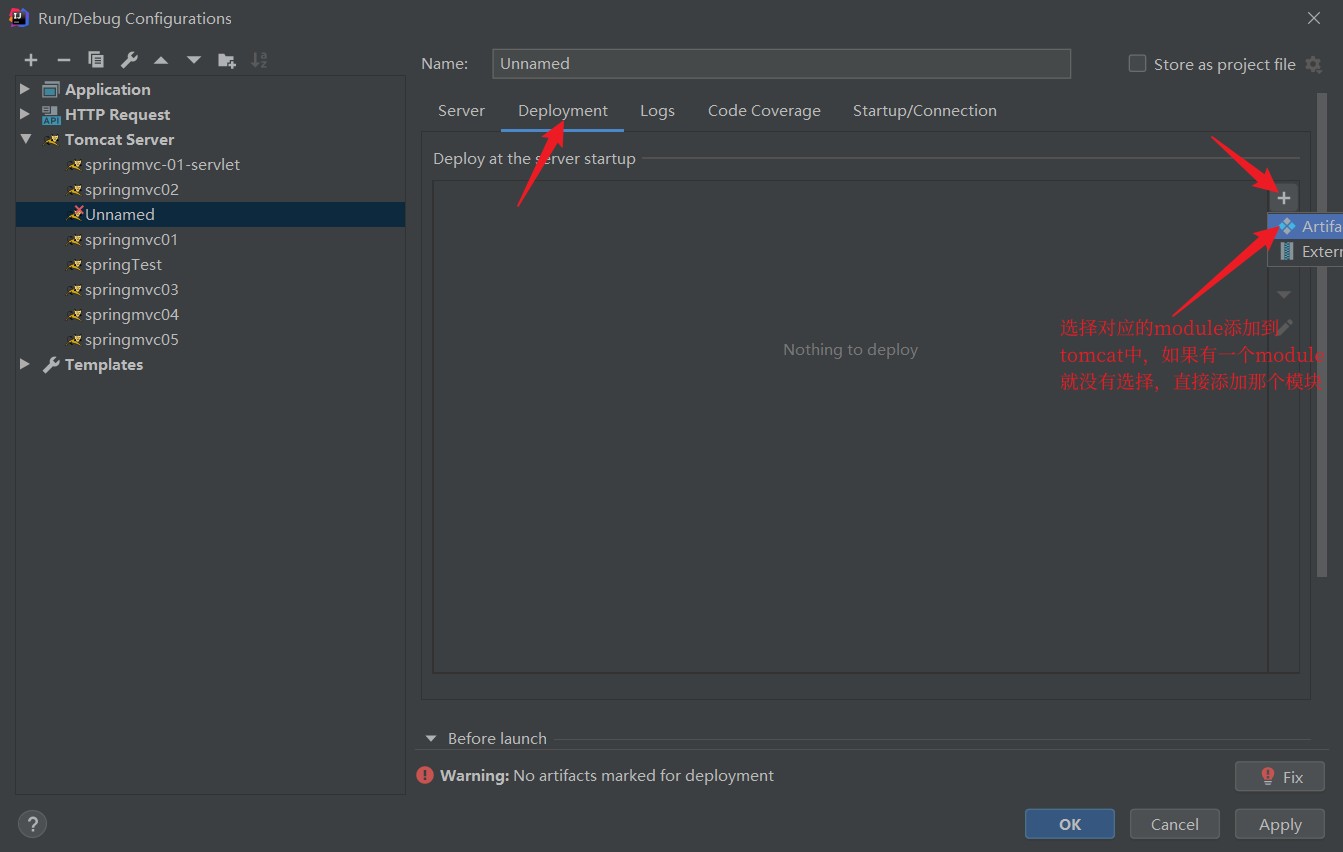 Run/Debug Configurations
Name:
Unnamed
Store as project file
Application
HTTP Request
Tomcat Server
springmvc-01-servlet
springmvc02
Unnamed
springmvc01
springTest
springmvc03
springmvc04
springmvc05
Templates
Server
Deployment
Logs
Code Coverage
Startup/Connection
Deploy at the server startup
Artifa
Extern
Nothing to deploy
选择对应的module添加到
tomcat中，如果有一个module
就没有选择，直接添加那个模块
Before launch
Warning: No artifacts marked for deployment
Fix
OK
Cancel
Apply